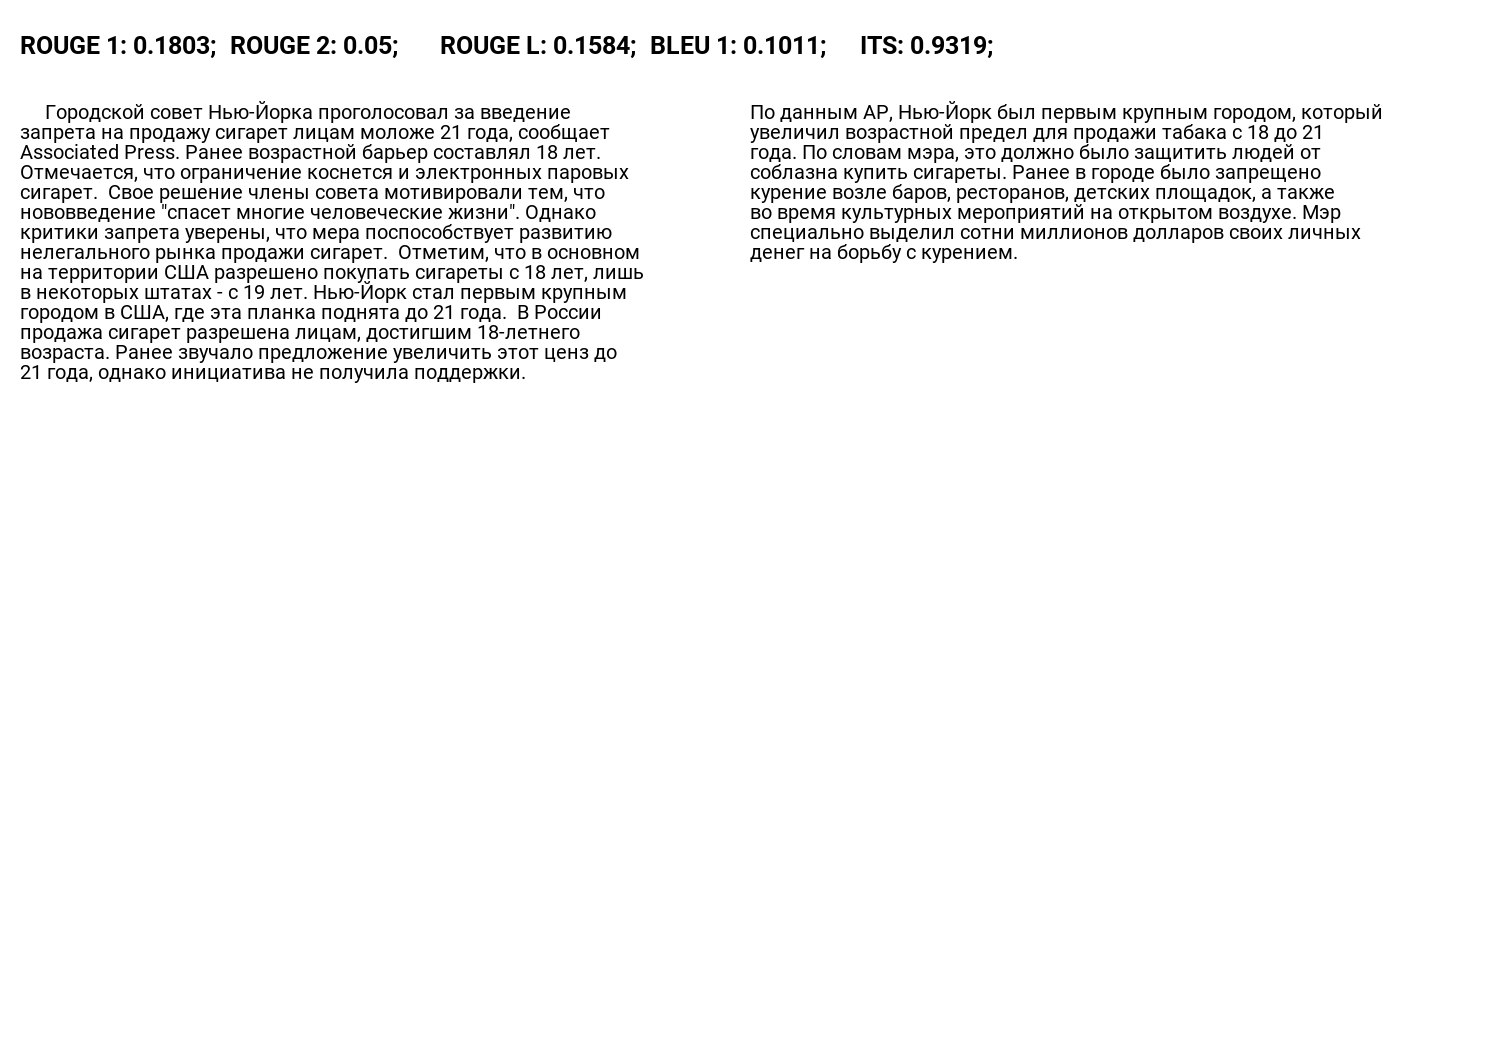 ROUGE 1: 0.1803; ROUGE 2: 0.05; ROUGE L: 0.1584; BLEU 1: 0.1011; ITS: 0.9319;
Городской совет Нью-Йорка проголосовал за введение
запрета на продажу сигарет лицам моложе 21 года, сообщает
Associated Press. Ранее возрастной барьер составлял 18 лет.
Отмечается, что ограничение коснется и электронных паровых
сигарет.  Свое решение члены совета мотивировали тем, что
нововведение "спасет многие человеческие жизни". Однако
критики запрета уверены, что мера поспособствует развитию
нелегального рынка продажи сигарет.  Отметим, что в основном
на территории США разрешено покупать сигареты с 18 лет, лишь
в некоторых штатах - с 19 лет. Нью-Йорк стал первым крупным
городом в США, где эта планка поднята до 21 года.  В России
продажа сигарет разрешена лицам, достигшим 18-летнего
возраста. Ранее звучало предложение увеличить этот ценз до
21 года, однако инициатива не получила поддержки.
По данным AP, Нью-Йорк был первым крупным городом, который
увеличил возрастной предел для продажи табака с 18 до 21
года. По словам мэра, это должно было защитить людей от
соблазна купить сигареты. Ранее в городе было запрещено
курение возле баров, ресторанов, детских площадок, а также
во время культурных мероприятий на открытом воздухе. Мэр
специально выделил сотни миллионов долларов своих личных
денег на борьбу с курением.